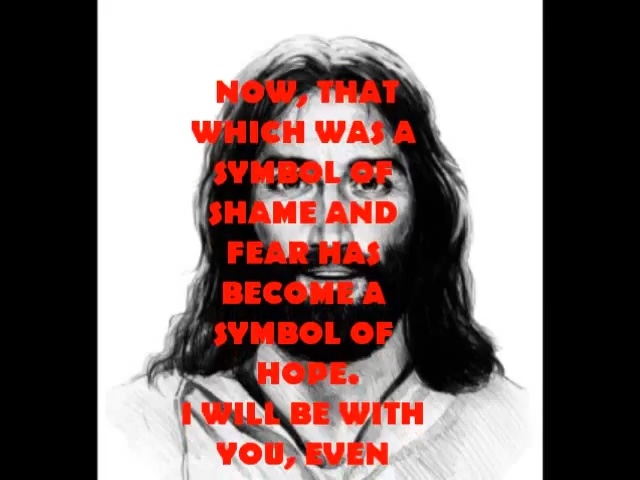 NOW, THAT
WHICH WAS A
SYMBOL OF
SHAME AND
FEAR HAS
BECOME A
SYMBOL OF
HOPE.
I WILL BE WITH
YOU, EVEN